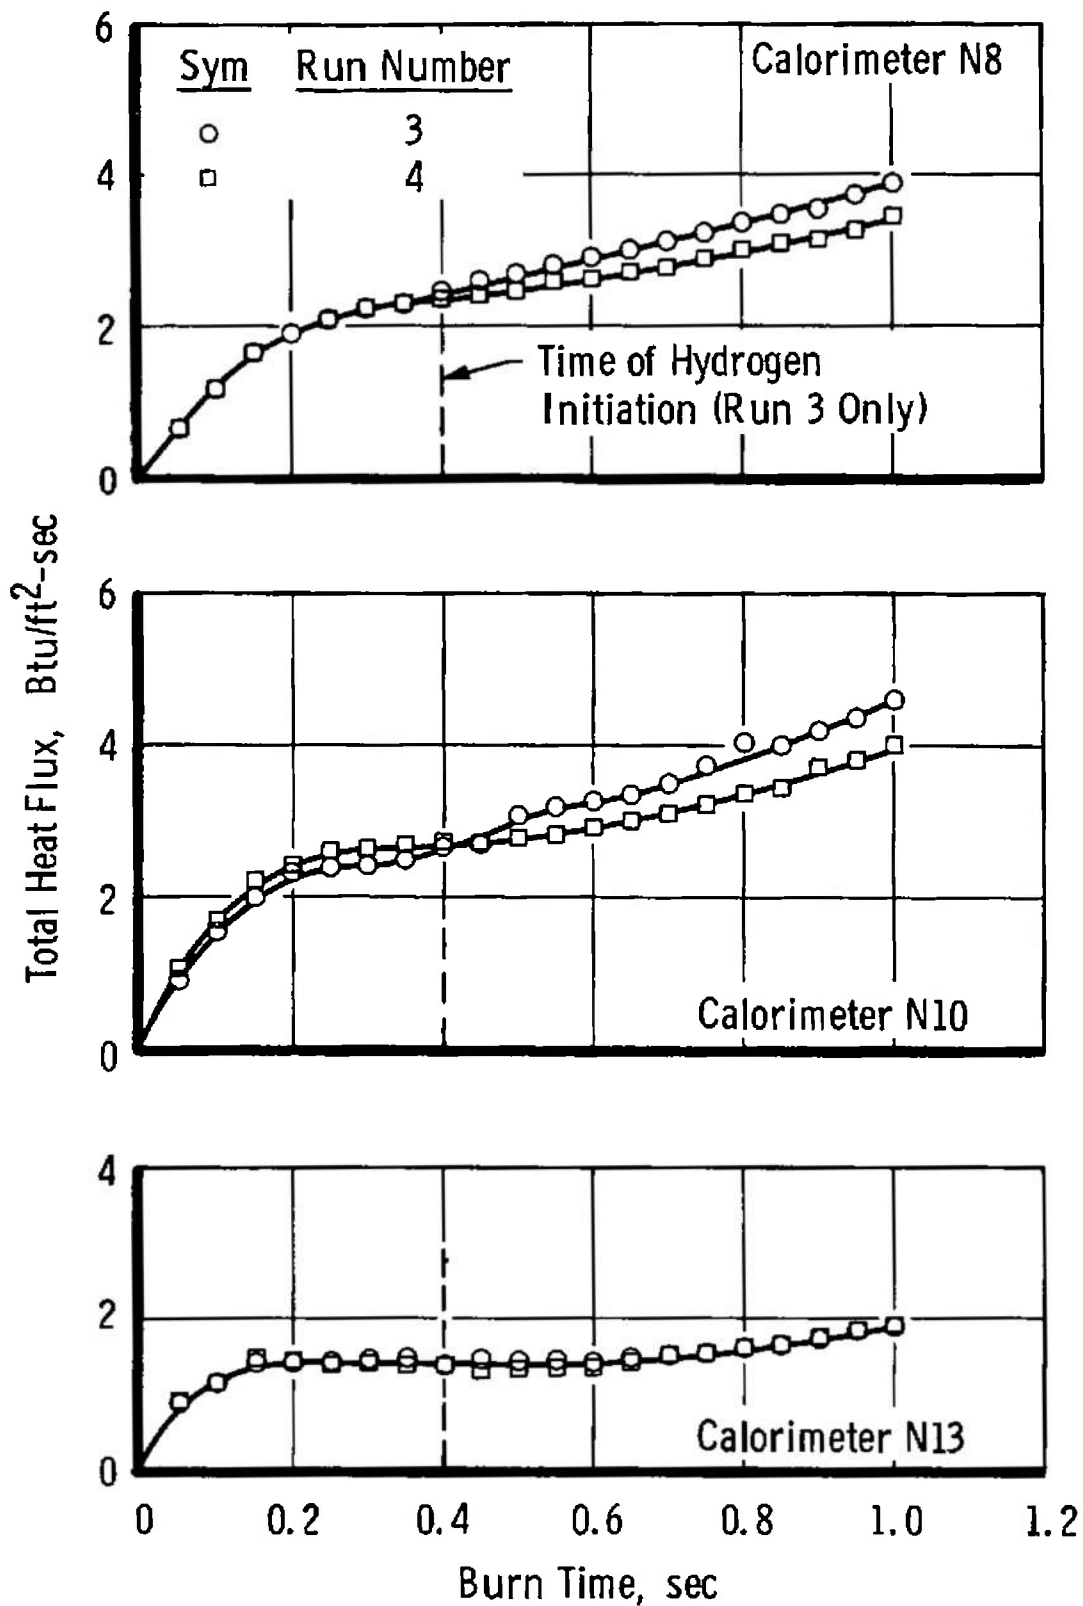 6
Sym Run Number
Calorimeter N8
3
4
4
2
Time of Hydrogen
Initiation (Run 3 Only)
0
Total Heat Flux, Btu/ft²-sec
6
4
2
Calorimeter N10
0
4
2
Calorimeter N13
0
0 0.2 0.4 0.6 0.8 1.0 1.2
Burn Time, sec